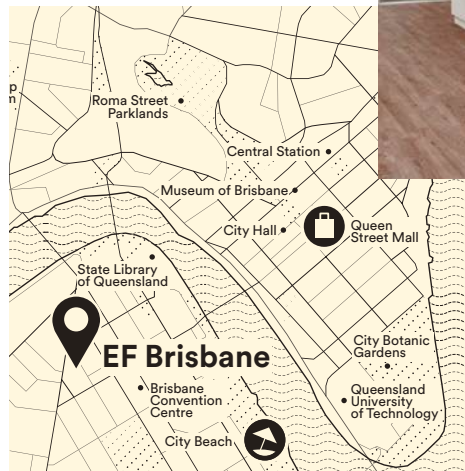 p
m
Roma Street
Parklands
Central Station
Museum of Brisbane
City Hall
Queen
Street Mall
State Library
of Queensland
EF Brisbane
City Botanic
Gardens
Brisbane
Convention
Centre
Queensland
University
of Technology
City Beach